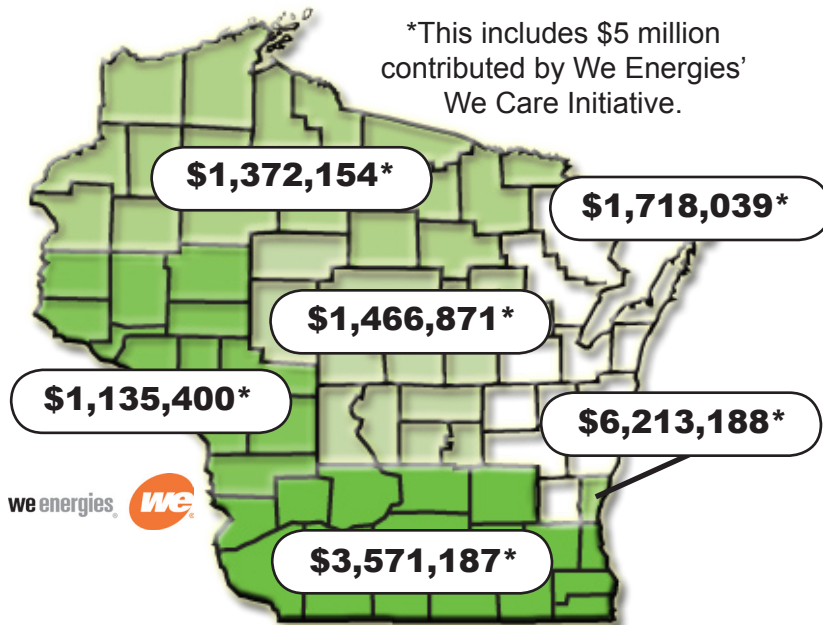 *This includes $5 million
contributed by We Energies’
We Care Initiative.
$1,372,154*
$1,718,039*
$1,466,871*
$1,135,400*
$6,213,188*
we energies® we®
$3,571,187*